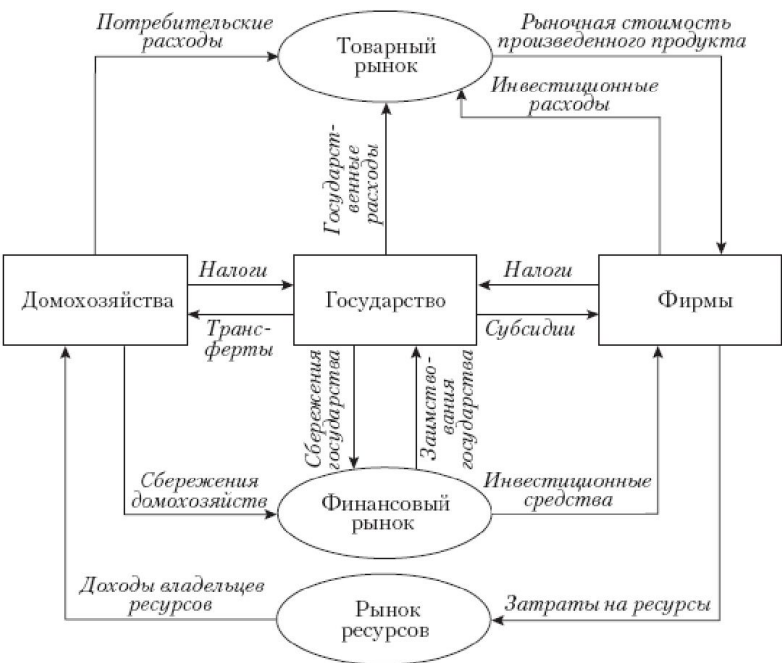 Потребительские
расходы
Товарный
рынок
Рыночная стоимость
произведенного продукта
Инвестиционные
расходы
Государст-
венные
расходы
Домохозяйства
Налоги
Транс-
ферты
Государство
Налоги
Субсидии
Фирмы
Сбережения
государства
Заимство-
вания
государства
Сбережения
домохозяйств
Финансовый
рынок
Инвестиционные
средства
Доходы владельцев
ресурсов
Рынок
ресурсов
Затраты на ресурсы